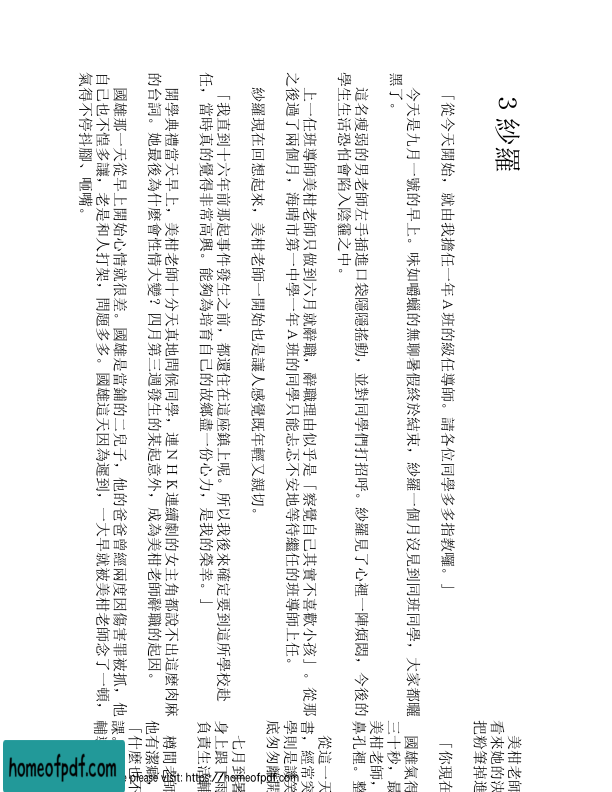 3 紗羅
「從今天開始，就由我擔任一年Ａ班的級任導師。請各位同學多多指教囉。」
今天是九月一號的早上。味如嚼蠟的無聊暑假終於結束，紗羅一個月沒見到同班同學，大家都曬
黑了。
這名瘦弱的男老師左手插進口袋隱隱搖動，並對同學們打招呼。紗羅見了心裡一陣煩悶，今後的
學生生活恐怕會陷入陰霾之中。
上一任班導師美柑老師只做到六月就辭職，辭職理由似乎是「察覺自己其實不喜歡小孩」。從那
之後過了兩個月，海晴市第一中學一年Ａ班的同學只能忐忑不安地等待繼任的班導師上任。
紗羅現在回想起來，美柑老師一開始也是讓人感覺既年輕又親切。
「我直到十六年前那起事件發生之前，都還住在這座鎮上呢。所以我後來確定要到這所學校赴
任，當時真的覺得非常高興。能夠為培育自己的故鄉盡一份心力，是我的榮幸。」
開學典禮當天早上，美柑老師十分天真地問候同學，連ＮＨＫ連續劇的女主角都說不出這麼肉麻
的台詞。她最後為什麼會性情大變？四月第三週發生的某起意外，成為美柑老師辭職的起因。
國雄那一天從早上開始心情就很差。國雄是當鋪的二兒子，他的爸爸曾經兩度因傷害罪被抓，他
自己也不惶多讓，老是和人打架，問題多多。國雄這天因為遲到，一大早就被美柑老師念了一頓，
氣得不停抖腳、咂嘴。
美柑老師
看來她的決
把粉筆掉進
「你現在
國雄氣得
三十秒，最
美柑老師，
鼻孔裡。整
從這一天
書，經常突
學則是譏笑
底匆匆離開
七月到暑
身上跟了
負責生活輔
樽間老師
他有潔癖
「什麼也不
課。
輔
please visit: https://homeofpdf.com
homeofpdf.com